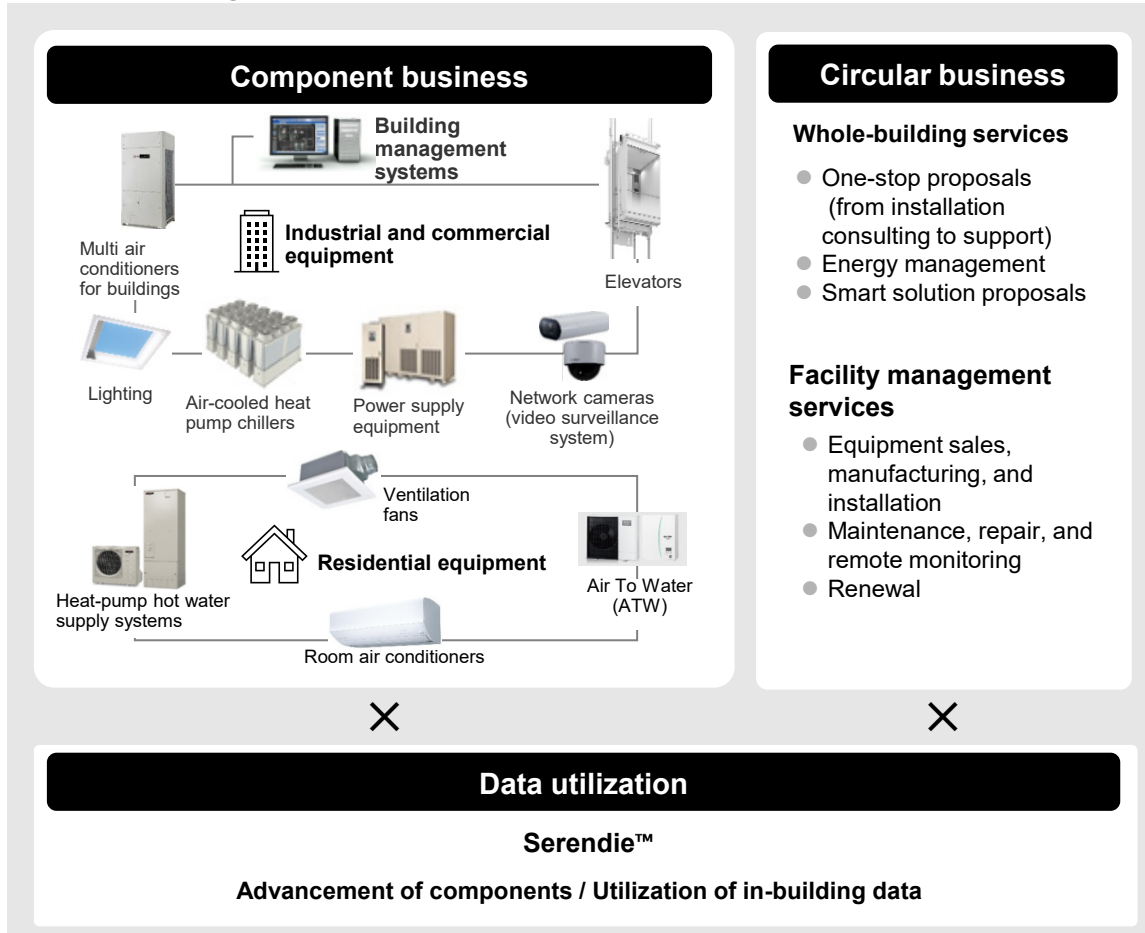 Component business
Building
management
systems
Industrial and commercial
equipment
Multi air
conditioners
for buildings
Elevators
Lighting
Air-cooled heat
pump chillers
Power supply
equipment
Network cameras
(video surveillance
system)
Ventilation
fans
Residential equipment
Heat-pump hot water
supply systems
Air To Water
(ATW)
Room air conditioners
Circular business
Whole-building services
One-stop proposals
(from installation
consulting to support)
Energy management
Smart solution proposals
Facility management
services
Equipment sales,
manufacturing, and
installation
Maintenance, repair, and
remote monitoring
Renewal
×
×
Data utilization
Serendie™
Advancement of components / Utilization of in-building data